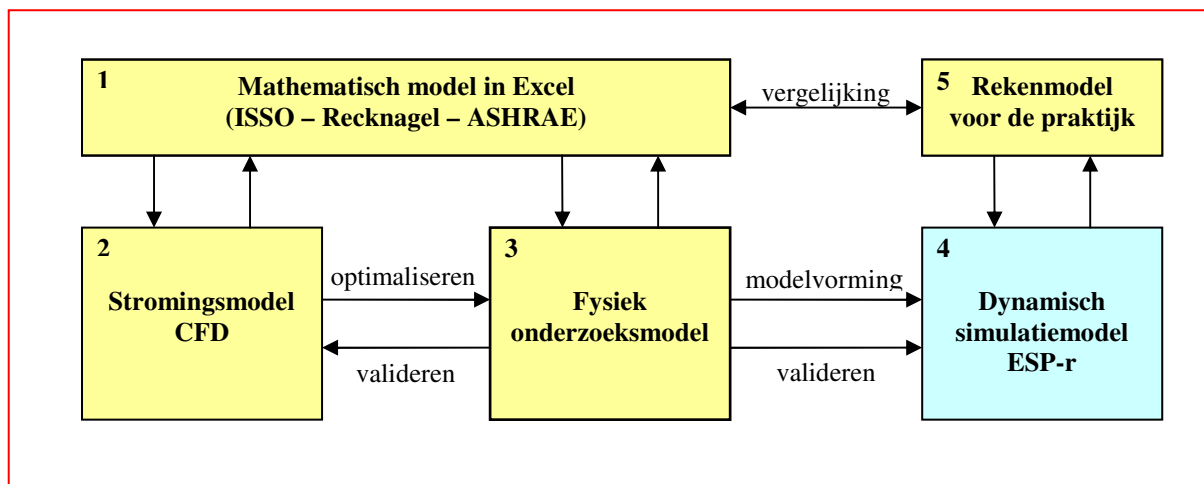 1
Mathematisch model in Excel
(ISSO – Recknagel – ASHRAE)
vergelijking
5
Rekenmodel
voor de praktijk
2
Stromingsmodel
CFD
optimaliseren
valideren
3
Fysiek
onderzoeksmodel
modelvorming
valideren
4
Dynamisch
simulatiemodel
ESP-r